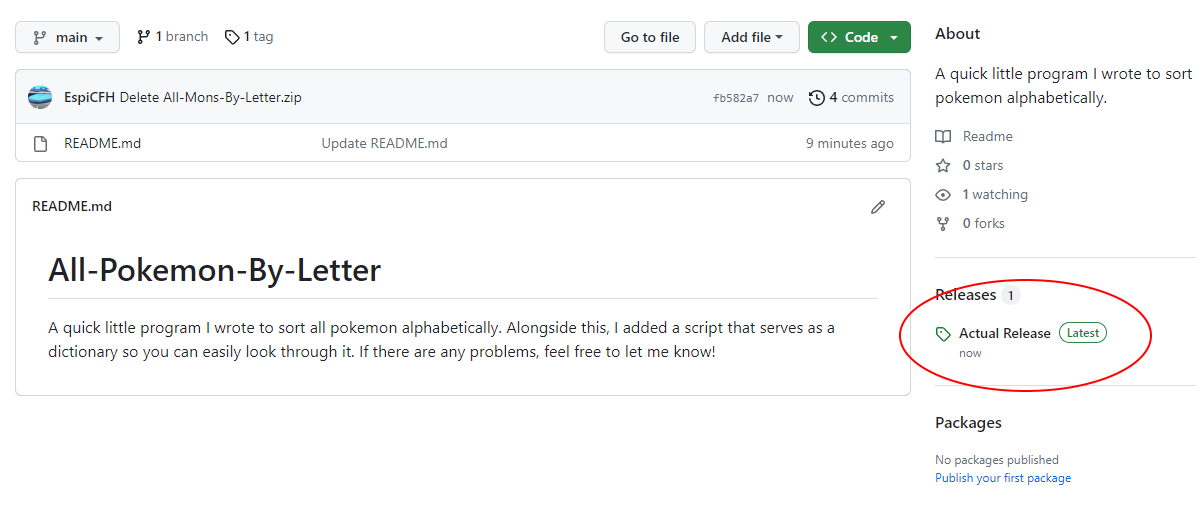 main
1 branch
1 tag
Go to file
Add file
Code
EspiCFH Delete All-Mons-By-Letter.zip
fb582a7 now
4 commits
README.md
Update README.md
9 minutes ago
README.md
All-Pokemon-By-Letter
A quick little program I wrote to sort all pokemon alphabetically. Alongside this, I added a script that serves as a
dictionary so you can easily look through it. If there are any problems, feel free to let me know!
About
A quick little program I wrote to sort
pokemon alphabetically.
Readme
0 stars
1 watching
0 forks
Releases 1
Actual Release Latest
now
Packages
No packages published
Publish your first package